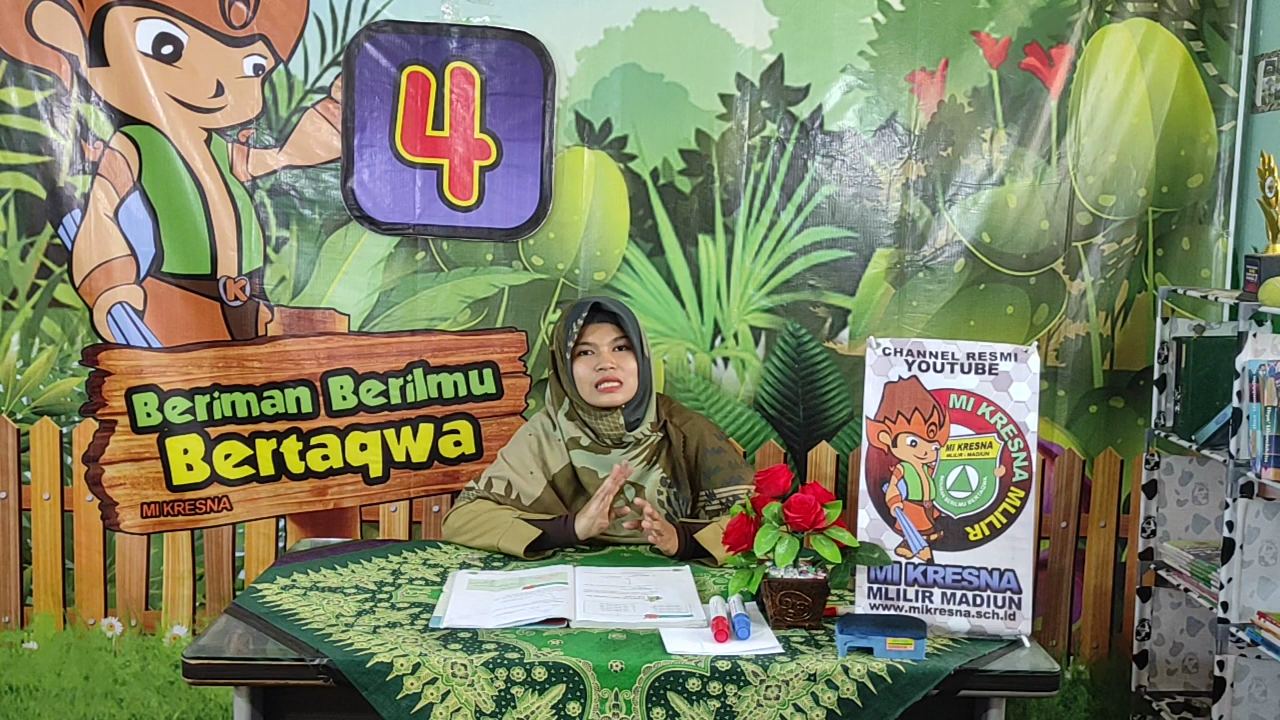 4
K
Beriman Berilmu
Bertaqwa
MI KRESNA
CHANNEL RESMI
YOUTUBE
MI KRESNA MLILIR
MI KRESNA
MLILIR - MADIUN
MI KRESNA
MLILIR MADIUN
www.mikresna.sch.id